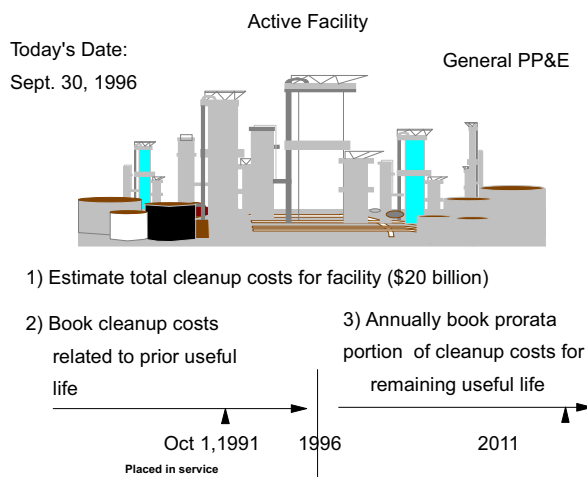 Active Facility
Today's Date:
Sept. 30, 1996
General PP&E
1) Estimate total cleanup costs for facility ($20 billion)
2) Book cleanup costs
related to prior useful
life
3) Annually book prorata
portion of cleanup costs for
remaining useful life
Oct 1,1991
1996
2011
Placed in service